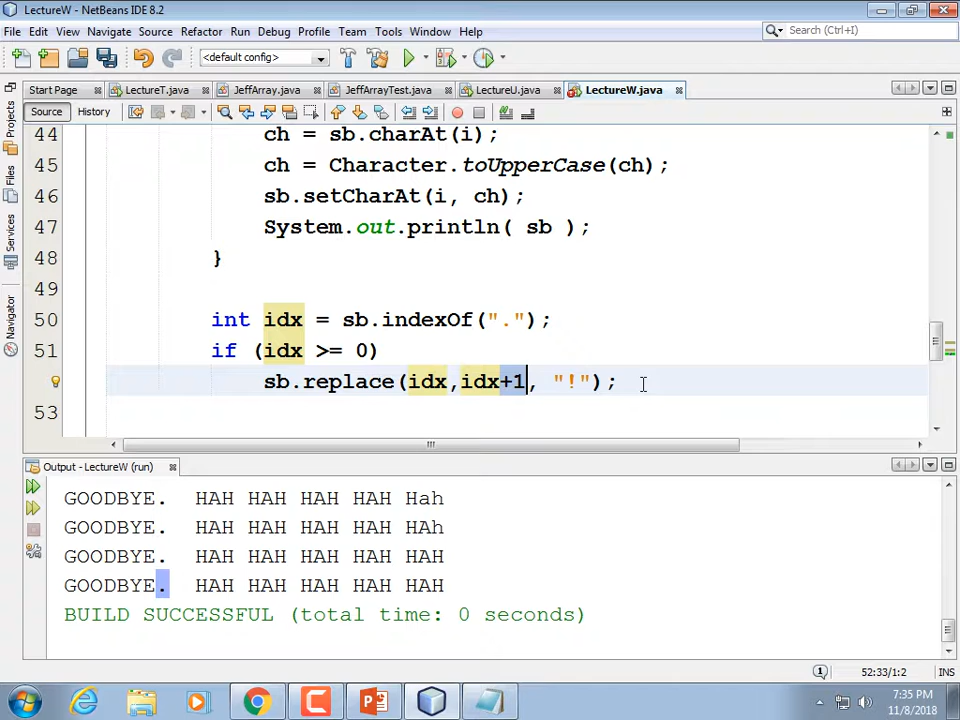 LectureW - NetBeans IDE 8.2
File Edit View Navigate Source Refactor Run Debug Profile Team Tools Window Help
Search (Ctrl+I)
<default config>
Start Page LectureT.java JeffArray.java JeffArrayTest.java LectureU.java LectureW.java
Source History
Projects
Files
Services
Navigator
44 ch = sb.charAt(i);
45 ch = Character.toUpperCase(ch);
46 sb.setCharAt(i, ch);
47 System.out.println( sb );
48 }
49
50 int idx = sb.indexOf(".");
51 if (idx >= 0)
sb.replace(idx,idx+1, "!");
53
Output - LectureW (run)
GOODBYE. HAH HAH HAH HAH Hah
GOODBYE. HAH HAH HAH HAH HAh
GOODBYE. HAH HAH HAH HAH HAH
GOODBYE. HAH HAH HAH HAH HAH
BUILD SUCCESSFUL (total time: 0 seconds)
1 52:33/1:2 INS
7:35 PM
11/8/2018